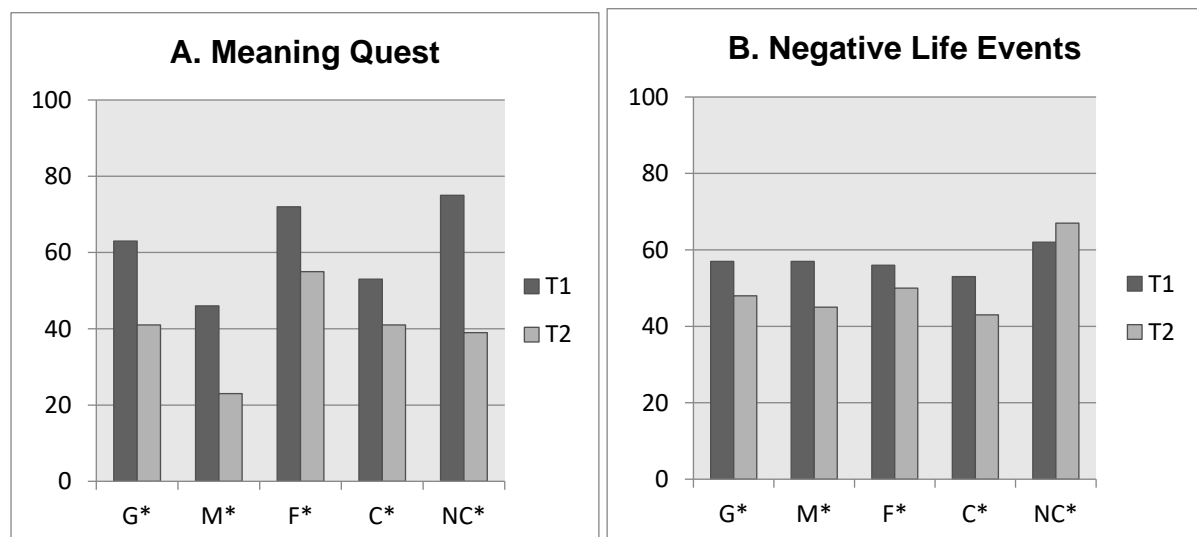 A. Meaning Quest
100
80
60
40
20
0
G* M* F* C* NC*
T1
T2
B. Negative Life Events
100
80
60
40
20
0
G* M* F* C* NC*
T1
T2